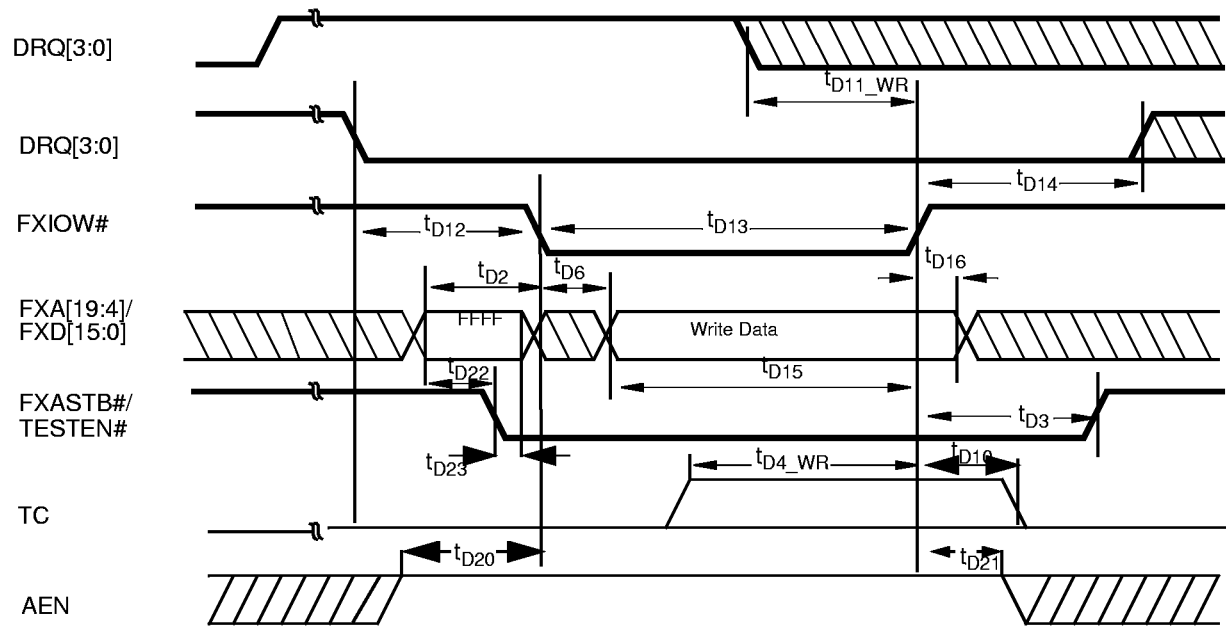 DRQ[3:0]
tD11_WR
DRQ[3:0]
tD14
FXIOW#
tD12
tD13
tD16
tD2
tD6
FXA[19:4]/
FXD[15:0]
FFFF
Write Data
tD22
tD15
FXASTB#/
TESTEN#
tD3
tD23
tD4_WR
tD10
TC
tD20
tD21
AEN